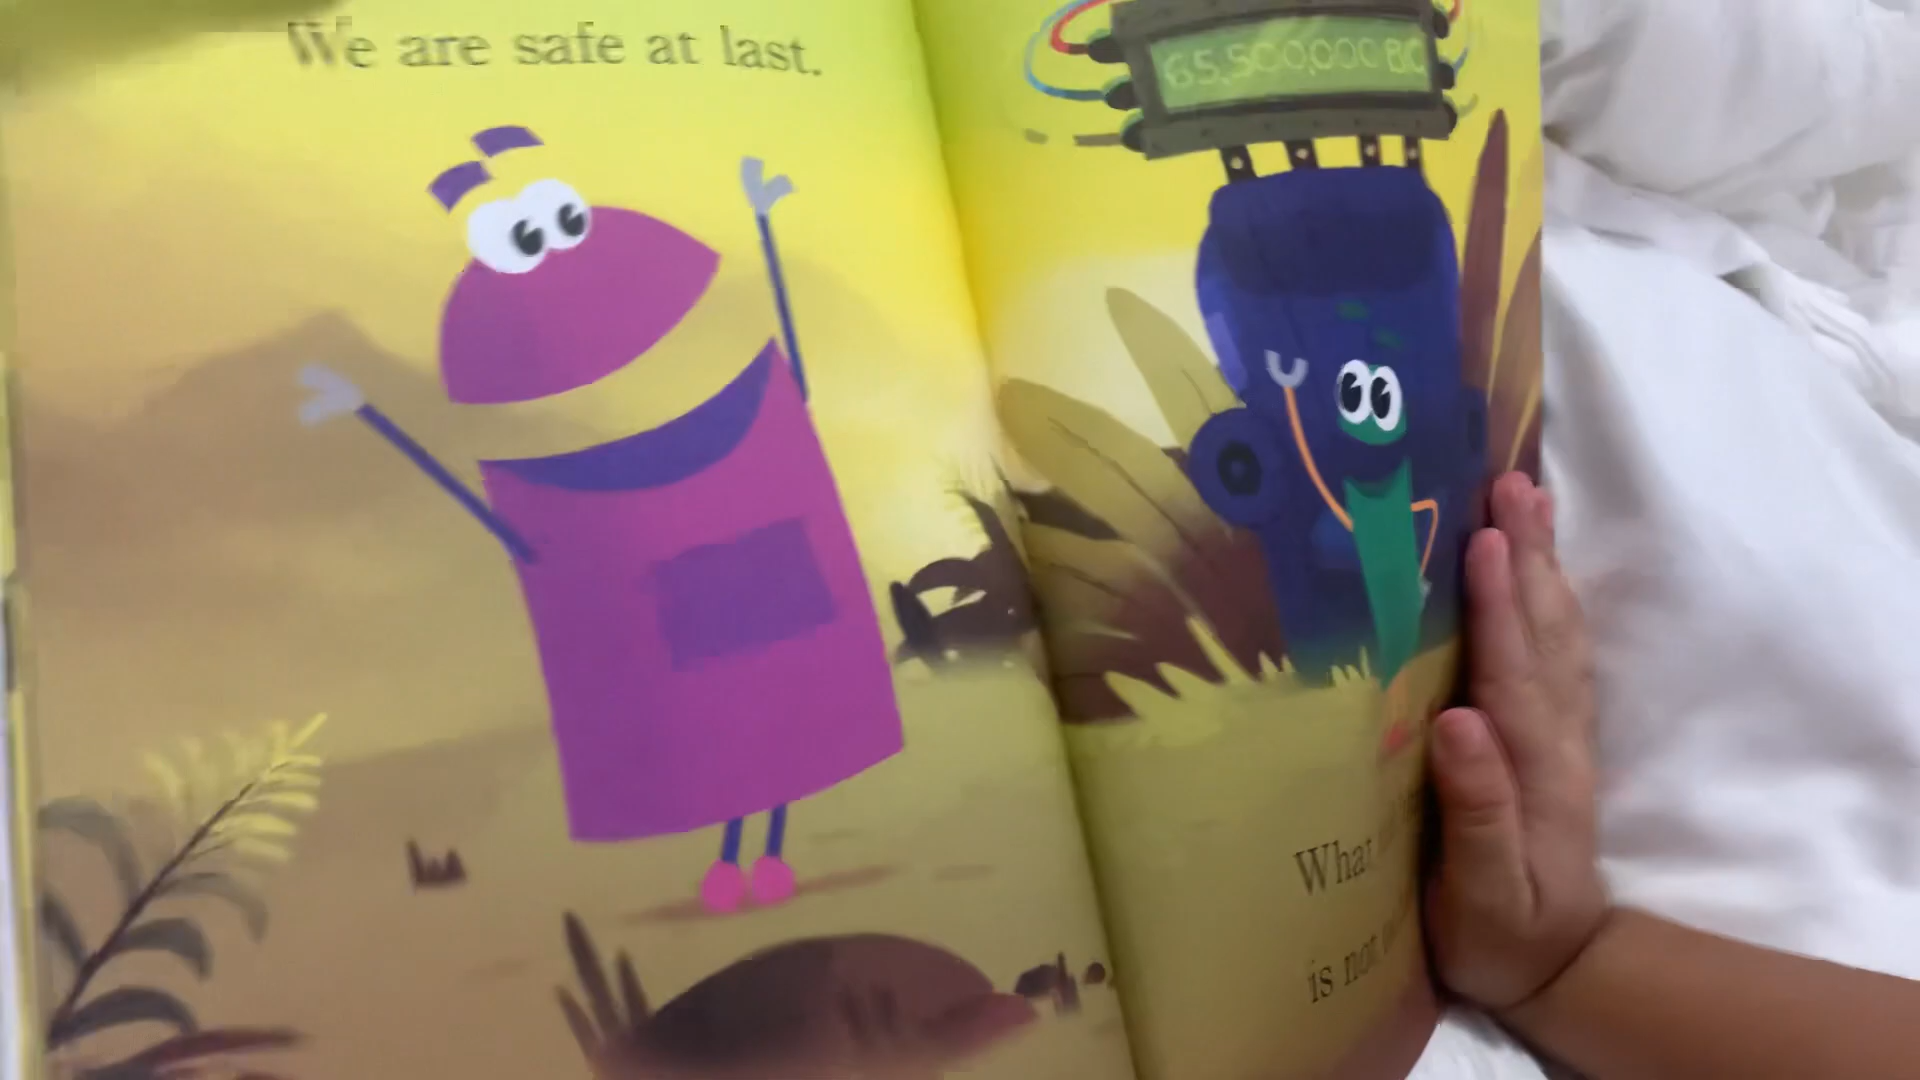 We are safe at last.
65,500,000 BC
What
is not